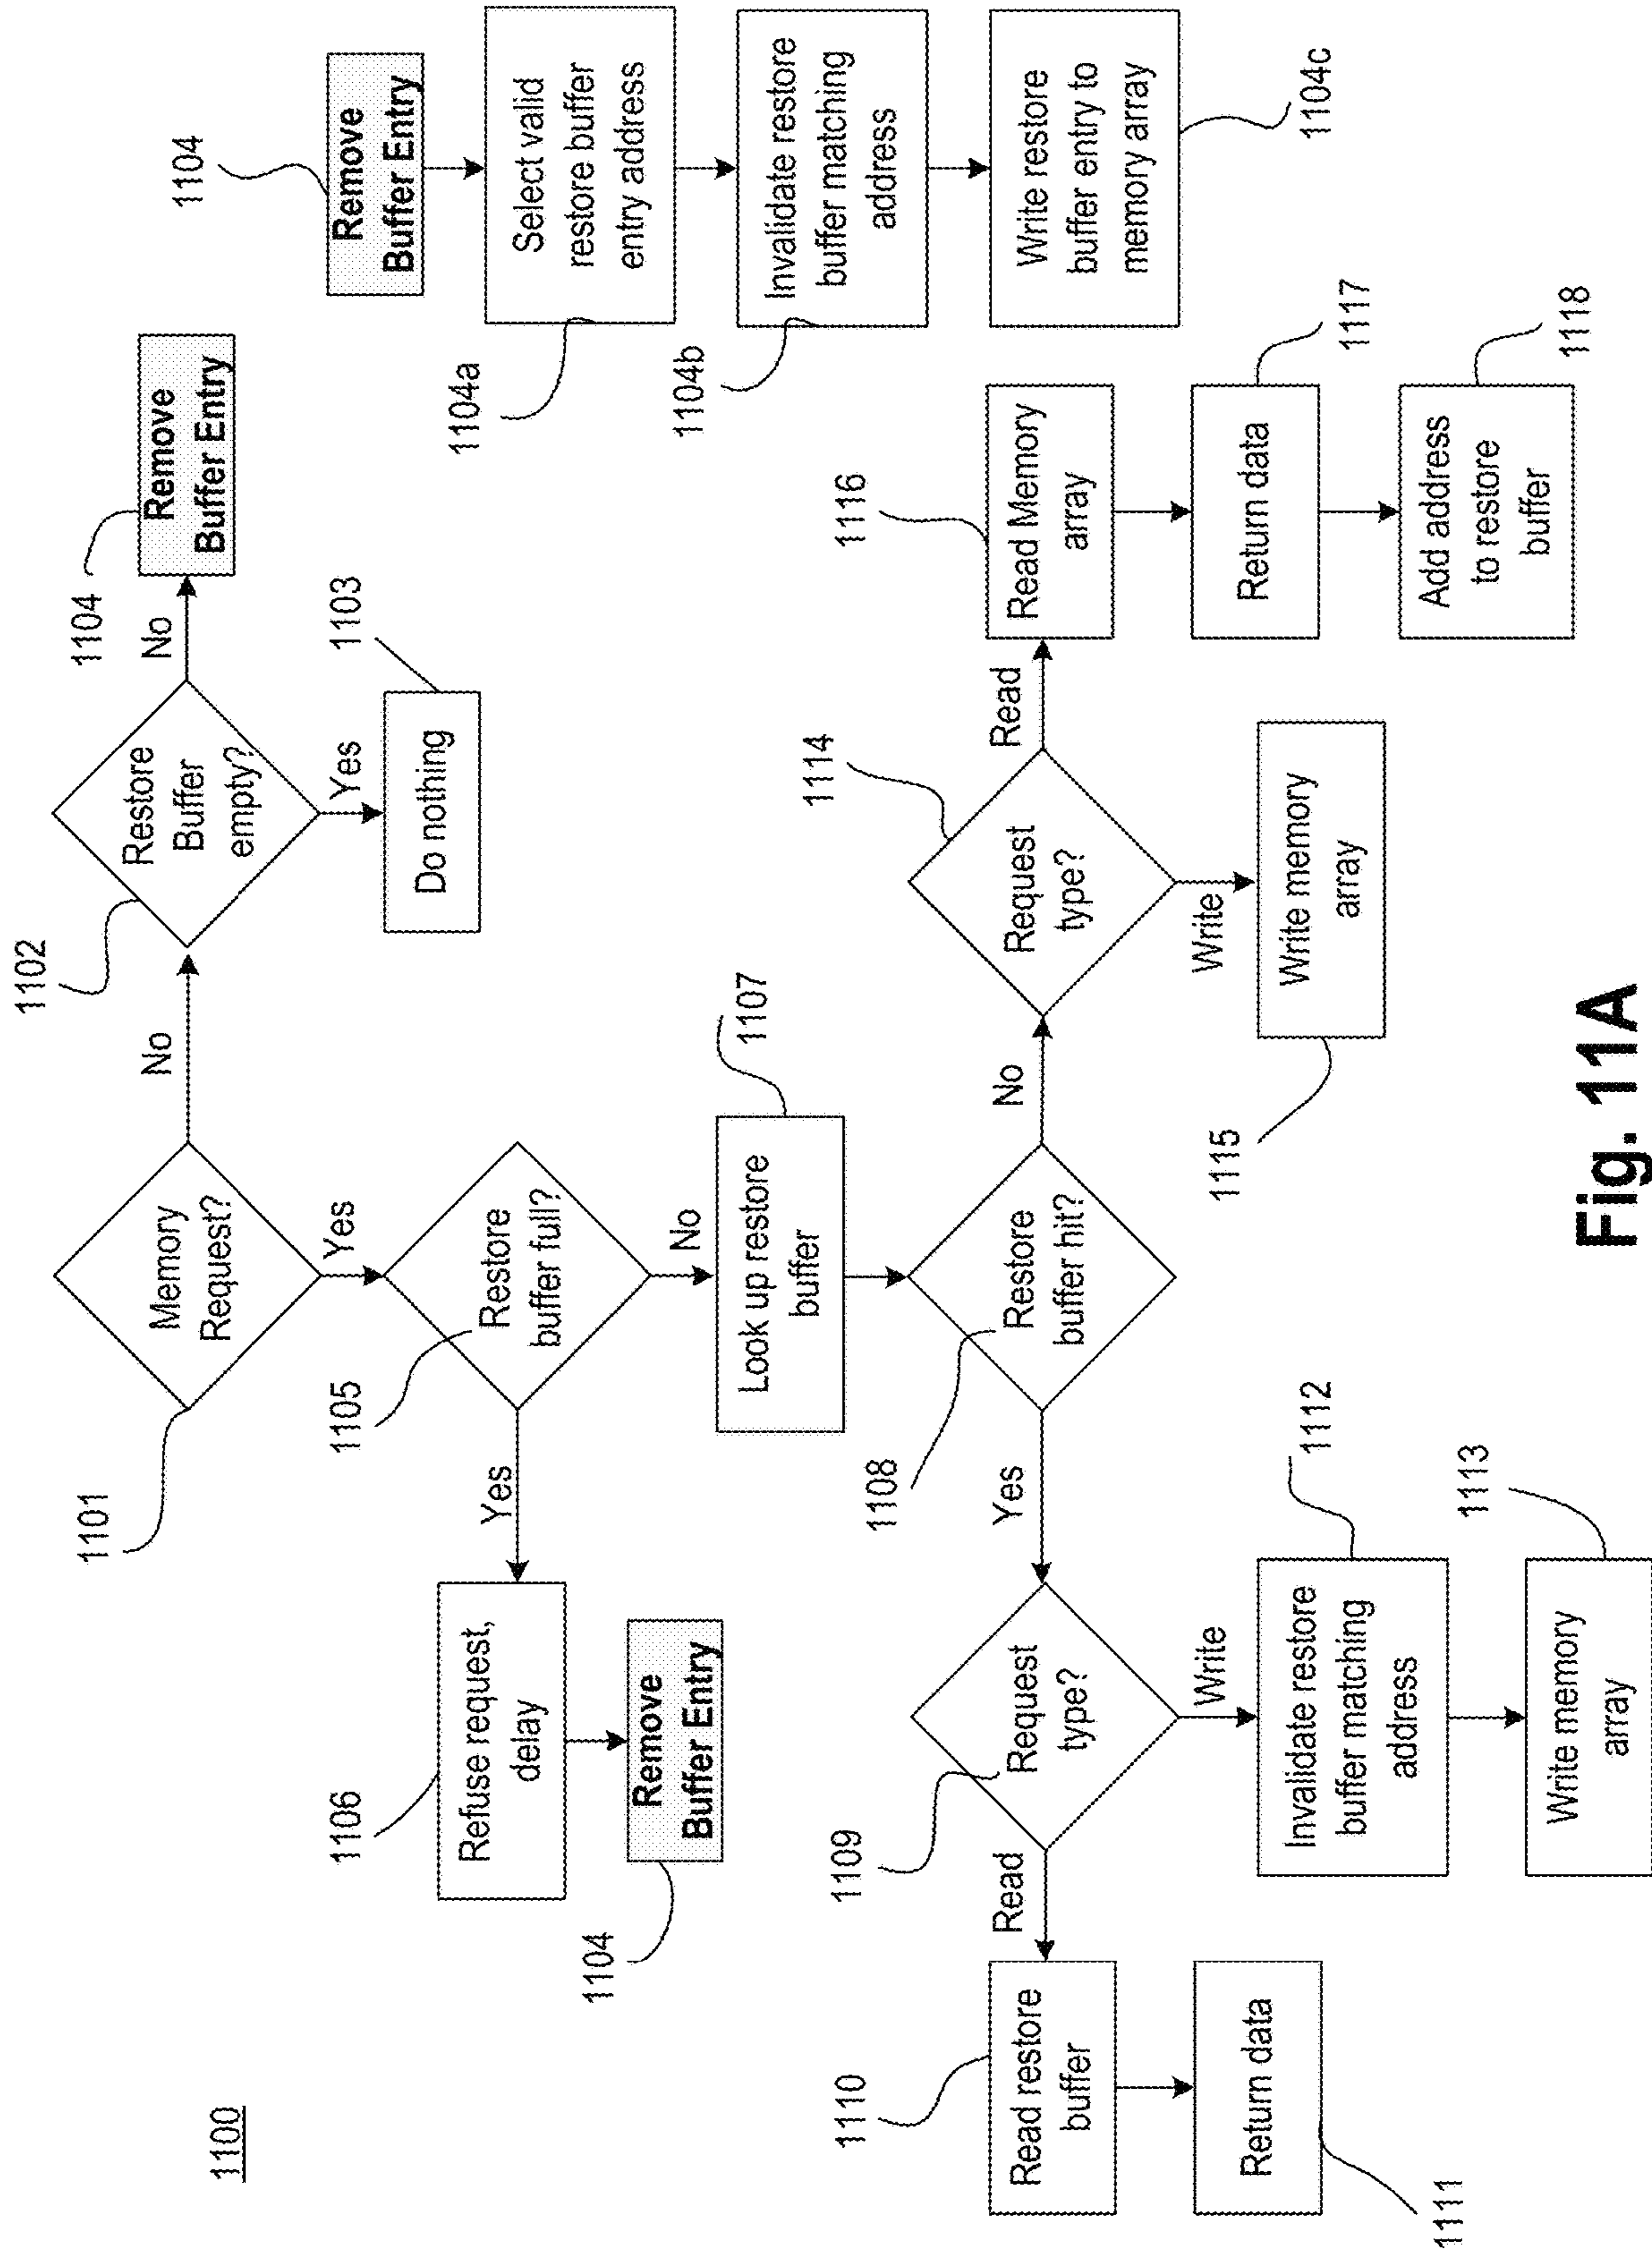 1100
1101
Memory
Request?
No
Yes
1102
Restore
Buffer
empty?
No
Yes
1103
Do nothing
1104
Remove
Buffer Entry
1104
Remove
Buffer Entry
1104a
Select valid
restore buffer
entry address
1104b
Invalidate restore
buffer matching
address
Write restore
buffer entry to
memory array
1104c
1105
Restore
buffer full?
Yes
No
1106
Refuse request,
delay
Remove
Buffer Entry
1104
1107
Look up restore
buffer
1108
Restore
buffer hit?
Yes
No
1109
Request
type?
Read
Write
1110
Read restore
buffer
Return data
1111
1112
Invalidate restore
buffer matching
address
1113
Write memory
array
1114
Request
type?
Read
Write
1115
Write memory
array
1116
Read Memory
array
1117
Return data
1118
Add address
to restore
buffer
Fig. 11A